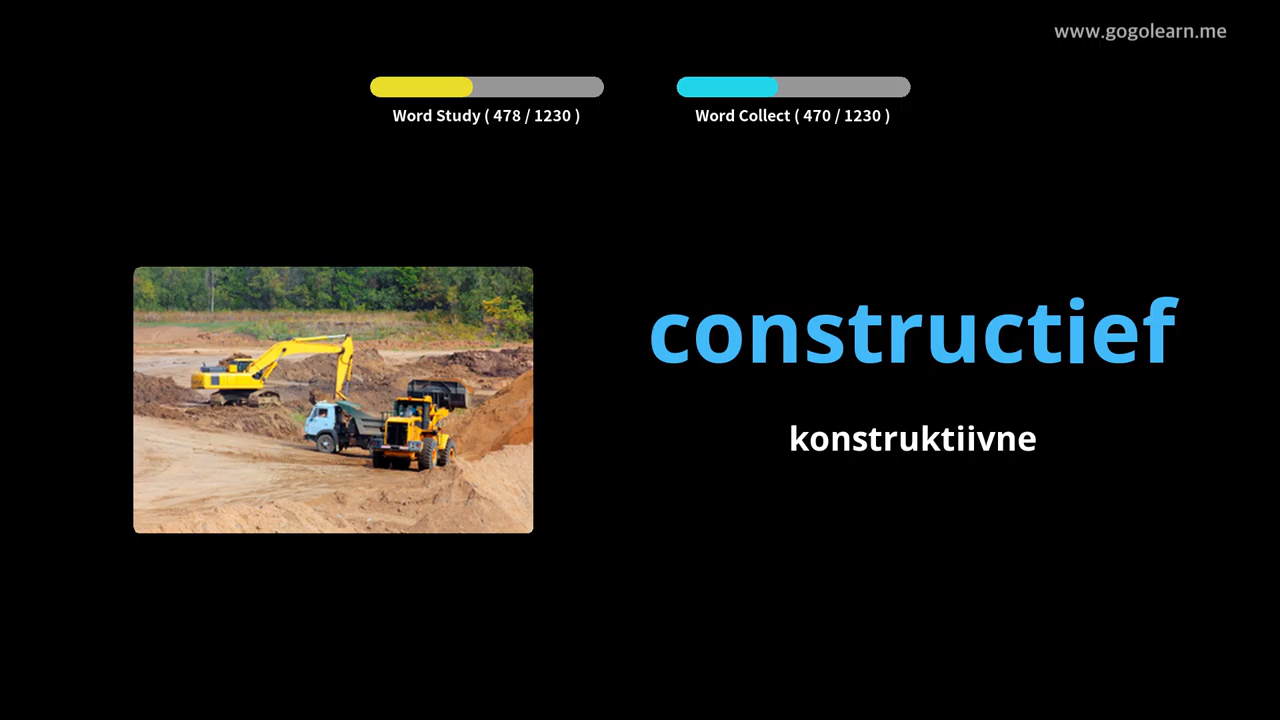 www.gogolearn.me
Word Study ( 478 / 1230 )
Word Collect ( 470 / 1230 )
constructief
konstruktiivne